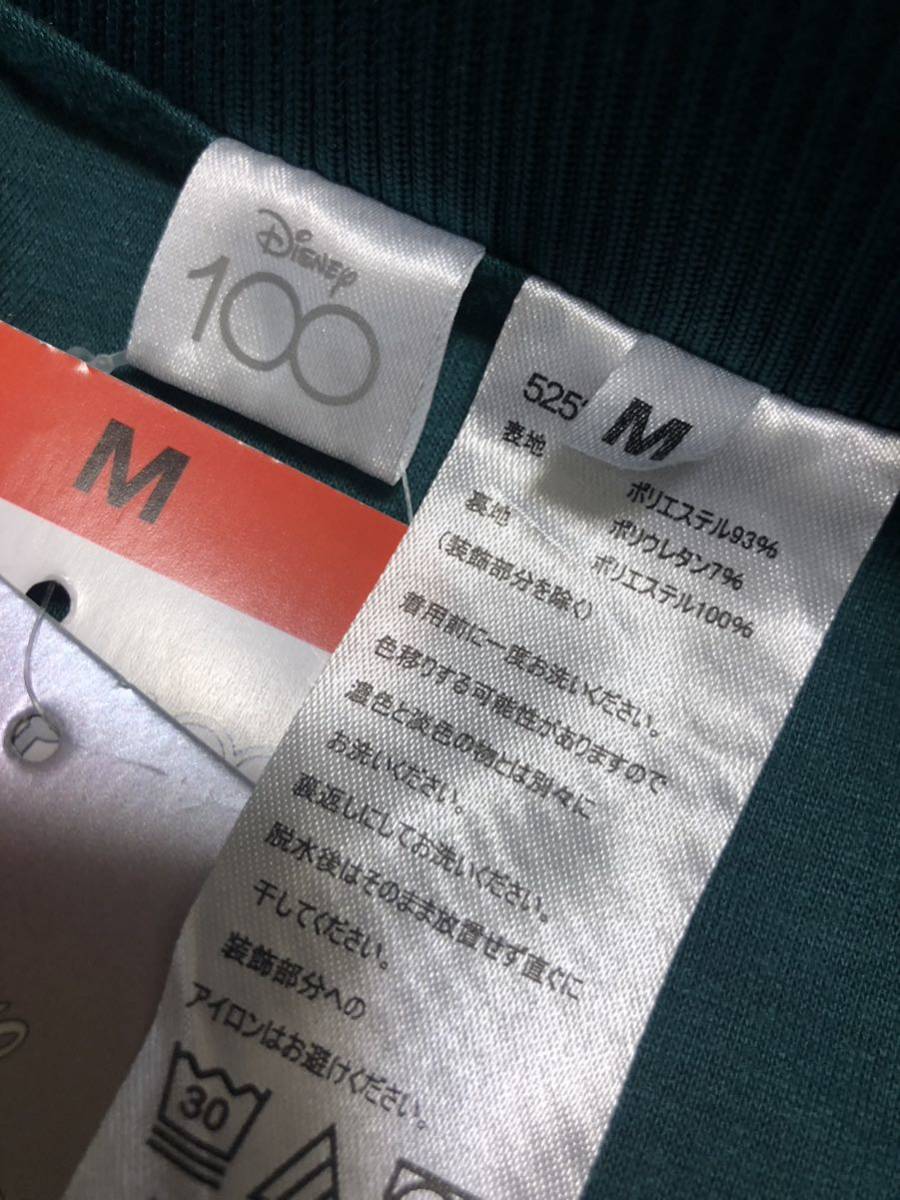 Disney
100
M
M
525
表地
ポリエステル93%
ポリウレタン7%
裏地
ポリエステル100%
(装飾部分を除く)
着用前に一度お洗いください。
色移りする可能性がありますので
濃色と淡色の物とは別々に
お洗いください。
裏返しにしてお洗いください。
脱水後はそのまま放置せず直ぐに
干してください。
装飾部分への
アイロンはお避けください。
30